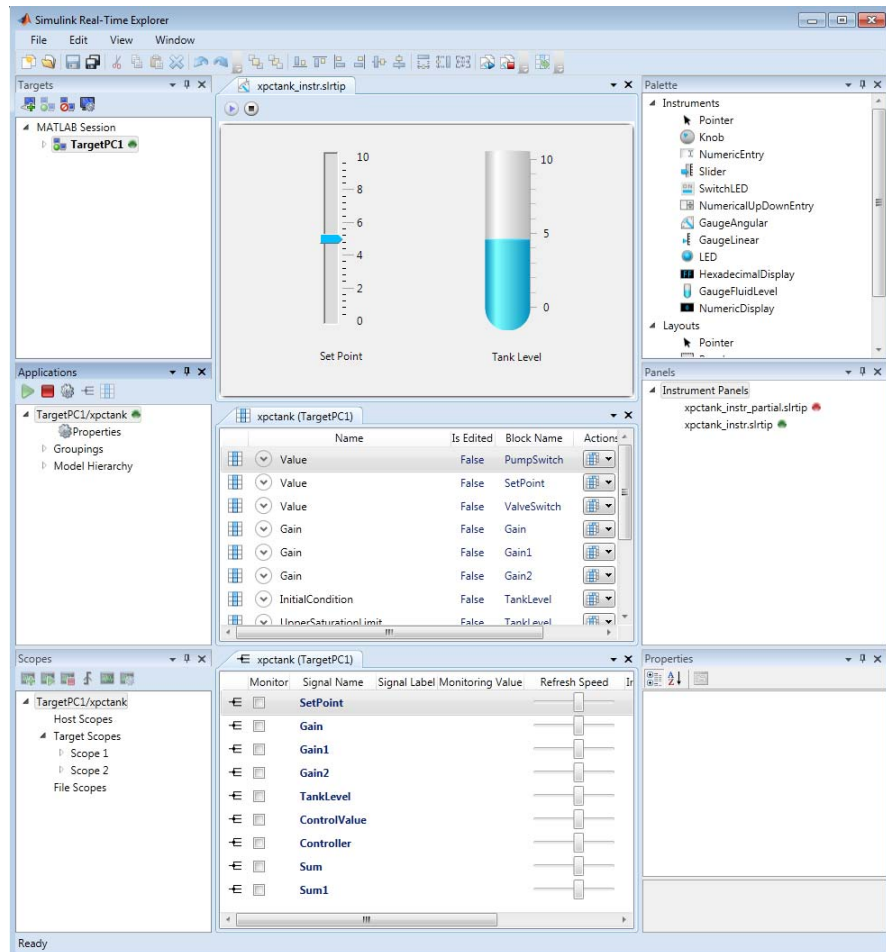 Simulink Real-Time Explorer
File Edit View Window
Targets
MATLAB Session
TargetPC1
xpctank_instr.slrtip
10
8
6
4
2
0
Set Point
10
5
0
Tank Level
Palette
Instruments
Pointer
Knob
NumericEntry
Slider
SwitchLED
NumericalUpDownEntry
GaugeAngular
GaugeLinear
LED
HexadecimalDisplay
GaugeFluidLevel
NumericDisplay
Layouts
Pointer
Applications
TargetPC1/xpctank
Properties
Groupings
Model Hierarchy
xpctank (TargetPC1)
Name Is Edited Block Name Actions
Value False PumpSwitch
Value False SetPoint
Value False ValveSwitch
Gain False Gain
Gain False Gain1
Gain False Gain2
InitialCondition False TankLevel
UpperSaturationLimit False TankLevel
Panels
Instrument Panels
xpctank_instr_partial.slrtip
xpctank_instr.slrtip
Scopes
TargetPC1/xpctank
Host Scopes
Target Scopes
Scope 1
Scope 2
File Scopes
xpctank (TargetPC1)
Monitor Signal Name Signal Label Monitoring Value Refresh Speed
SetPoint
Gain
Gain1
Gain2
TankLevel
ControlValue
Controller
Sum
Sum1
Properties
Ready